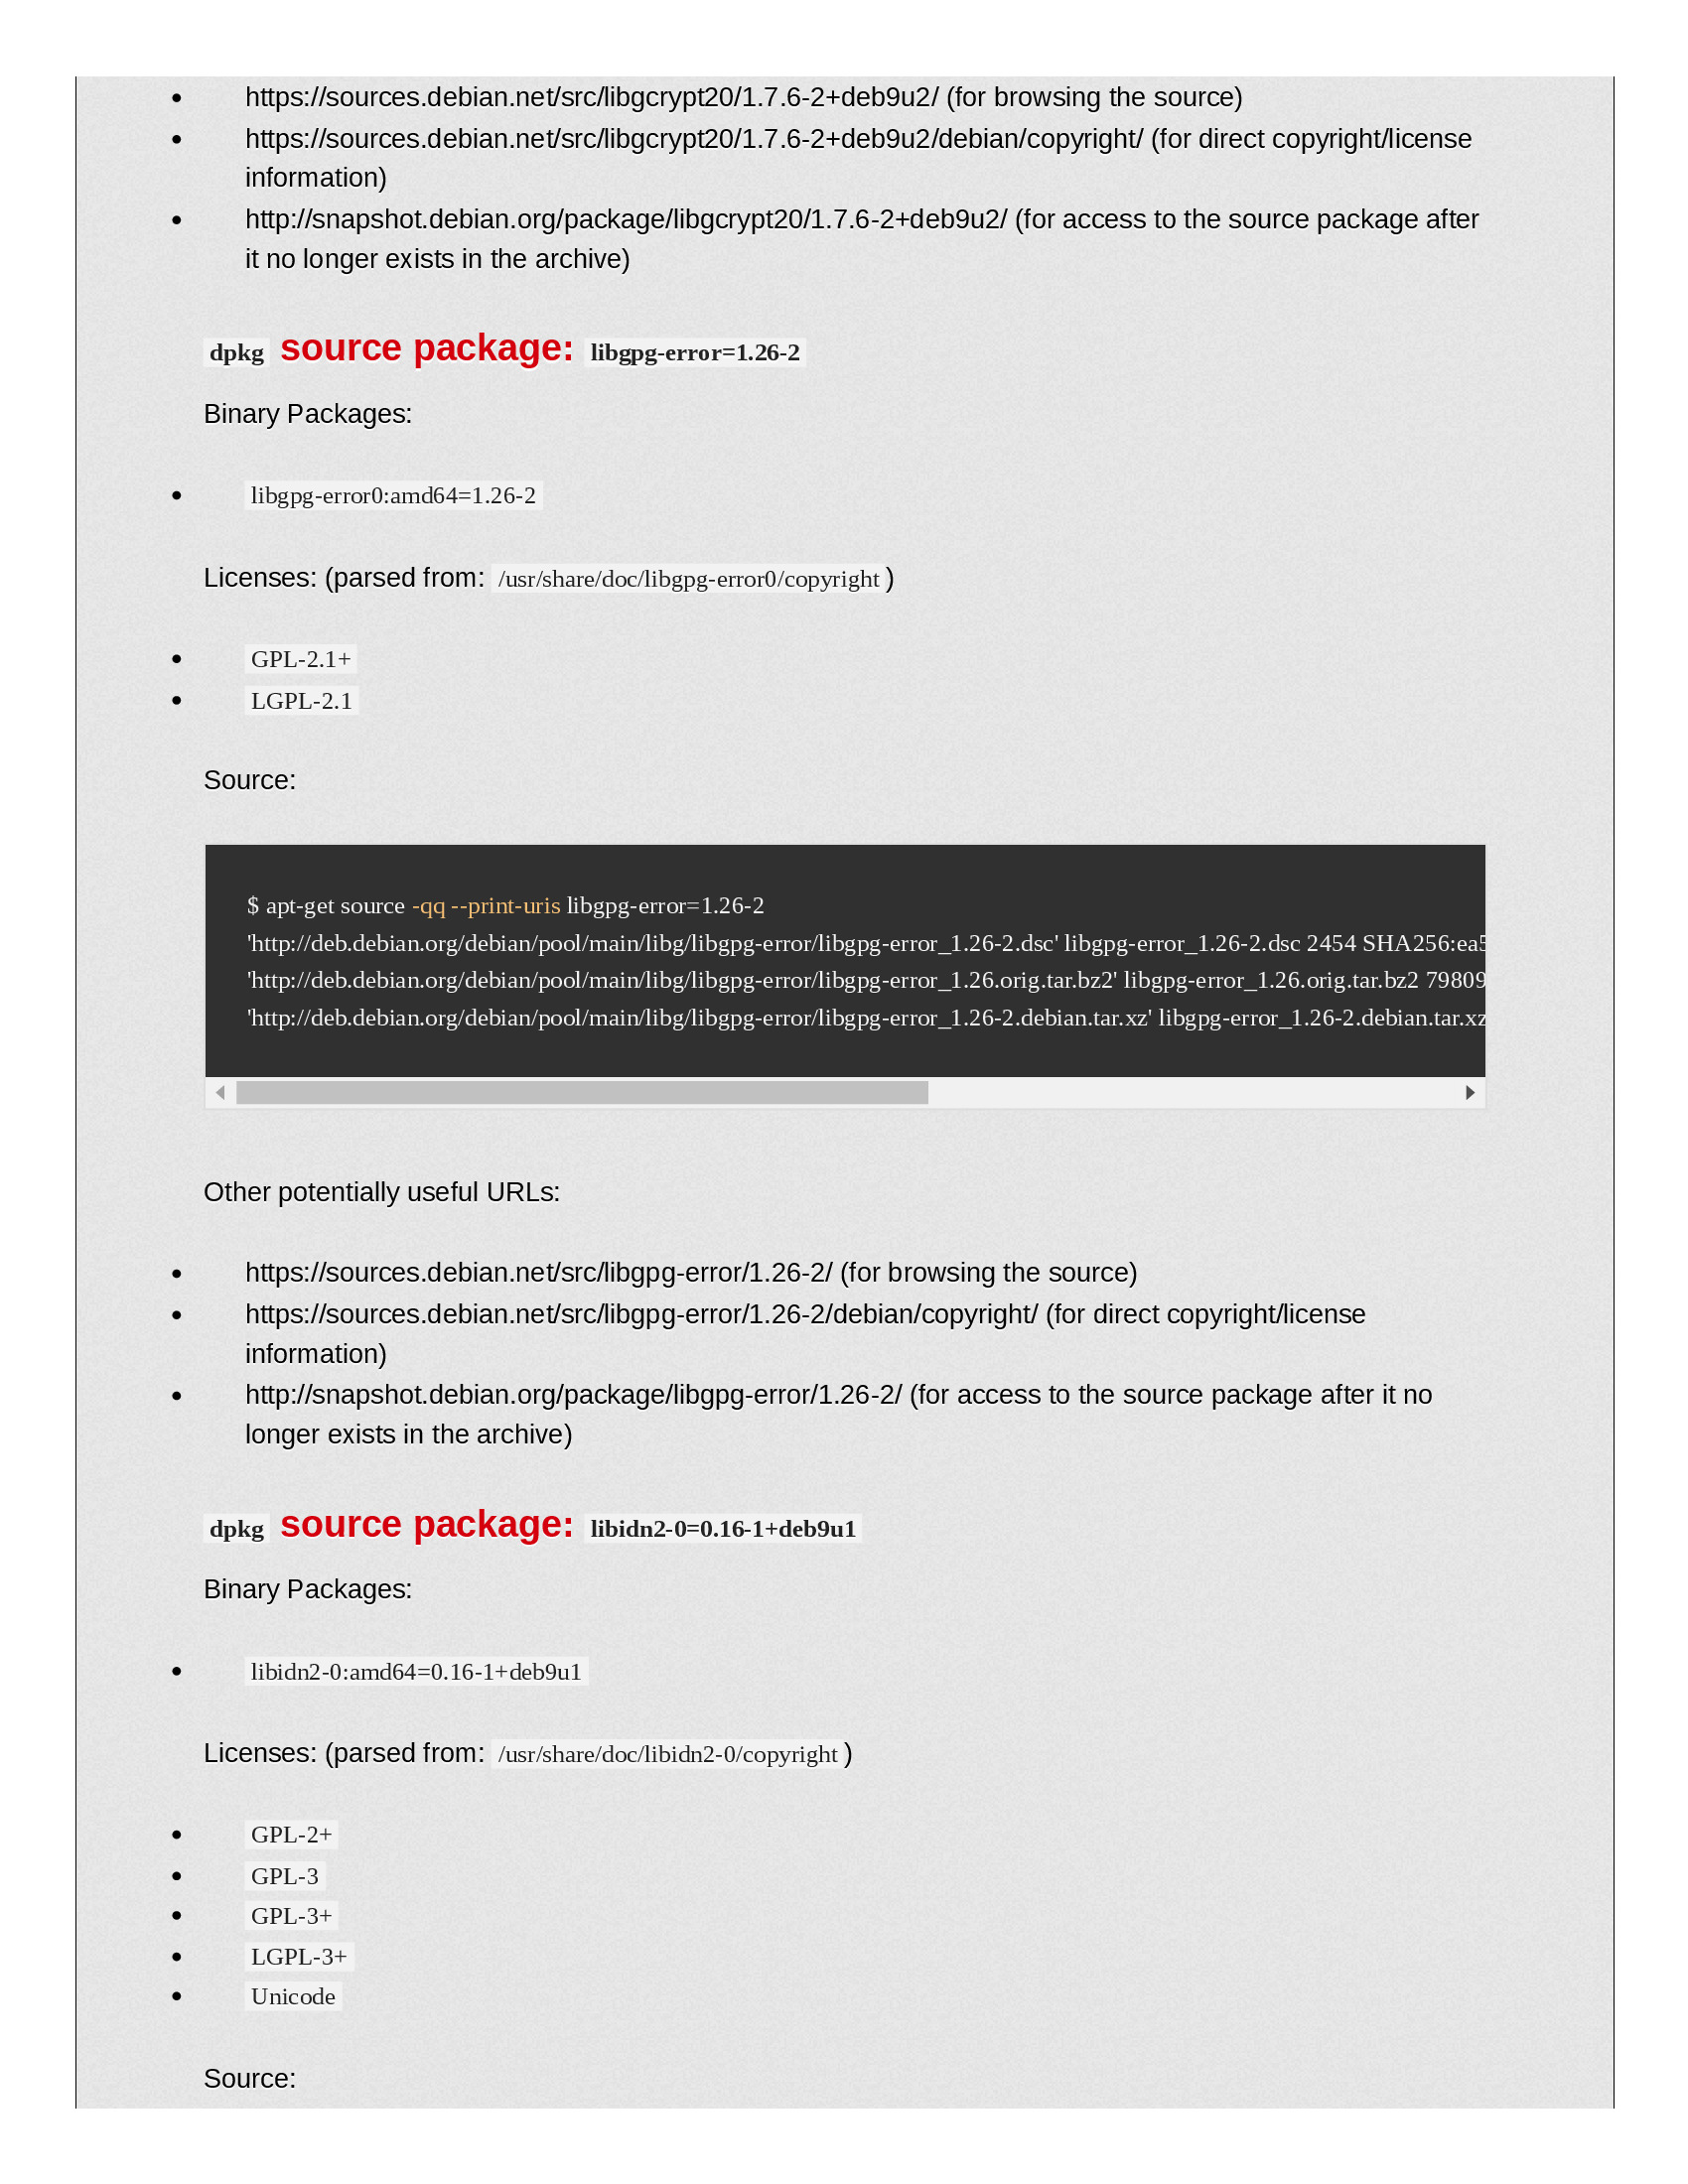 https://sources.debian.net/src/libgcrypt20/1.7.6-2+deb9u2/ (for browsing the source)
https://sources.debian.net/src/libgcrypt20/1.7.6-2+deb9u2/debian/copyright/ (for direct copyright/license
information)
http://snapshot.debian.org/package/libgcrypt20/1.7.6-2+deb9u2/ (for access to the source package after
it no longer exists in the archive)
dpkg source package: libgpg-error=1.26-2
Binary Packages:
libgpg-error0:amd64=1.26-2
Licenses: (parsed from: /usr/share/doc/libgpg-error0/copyright)
GPL-2.1+
LGPL-2.1
Source:
$ apt-get source -qq --print-uris libgpg-error=1.26-2
'http://deb.debian.org/debian/pool/main/libg/libgpg-error/libgpg-error_1.26-2.dsc' libgpg-error_1.26-2.dsc 2454 SHA256:ea5
'http://deb.debian.org/debian/pool/main/libg/libgpg-error/libgpg-error_1.26.orig.tar.bz2' libgpg-error_1.26.orig.tar.bz2 79809
'http://deb.debian.org/debian/pool/main/libg/libgpg-error/libgpg-error_1.26-2.debian.tar.xz' libgpg-error_1.26-2.debian.tar.xz
Other potentially useful URLs:
https://sources.debian.net/src/libgpg-error/1.26-2/ (for browsing the source)
https://sources.debian.net/src/libgpg-error/1.26-2/debian/copyright/ (for direct copyright/license
information)
http://snapshot.debian.org/package/libgpg-error/1.26-2/ (for access to the source package after it no
longer exists in the archive)
dpkg source package: libidn2-0=0.16-1+deb9u1
Binary Packages:
libidn2-0:amd64=0.16-1+deb9u1
Licenses: (parsed from: /usr/share/doc/libidn2-0/copyright)
GPL-2+
GPL-3
GPL-3+
LGPL-3+
Unicode
Source: